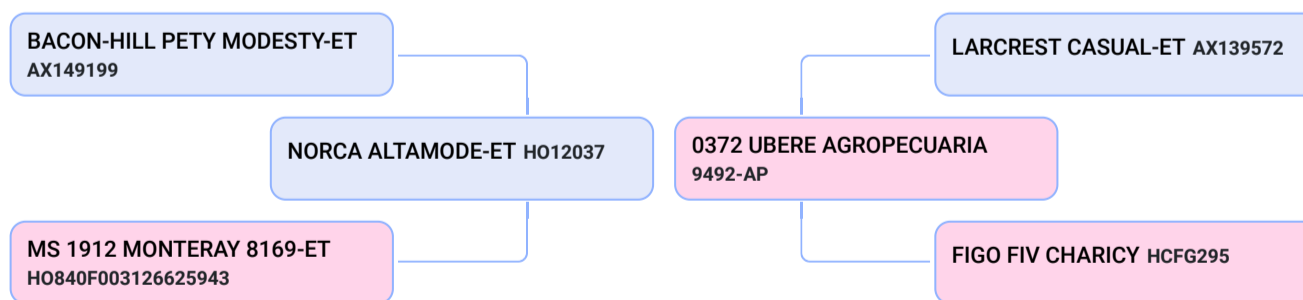 BACON-HILL PETY MODESTY-ET
AX149199
LARCREST CASUAL-ET AX139572
NORCA ALTAMODE-ET HO12037
0372 UBERE AGROPECUARIA
9492-AP
MS 1912 MONTERAY 8169-ET
HO840F003126625943
FIGO FIV CHARICY HCFG295